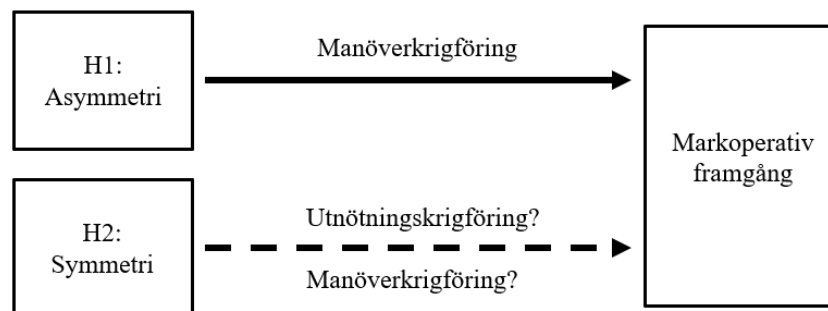 H1:
Asymmetri
Manöverkrigföring
Markoperativ
framgång
H2:
Symmetri
Utnötningskrigföring?
Manöverkrigföring?